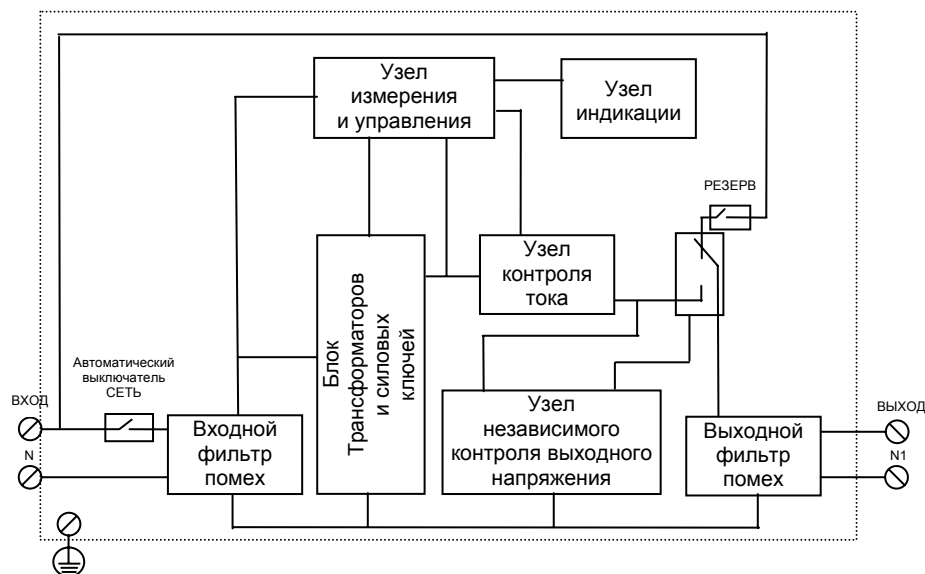 Узел
измерения
и управления
Узел
индикации
РЕЗЕРВ
Узел
контроля
тока
Блок
Трансформаторов
и силовых
ключей
Автоматический
выключатель
СЕТЬ
ВХОД
N
Входной
фильтр
помех
Узел
независимого
контроля выходного
напряжения
Выходной
фильтр
помех
ВЫХОД
N1